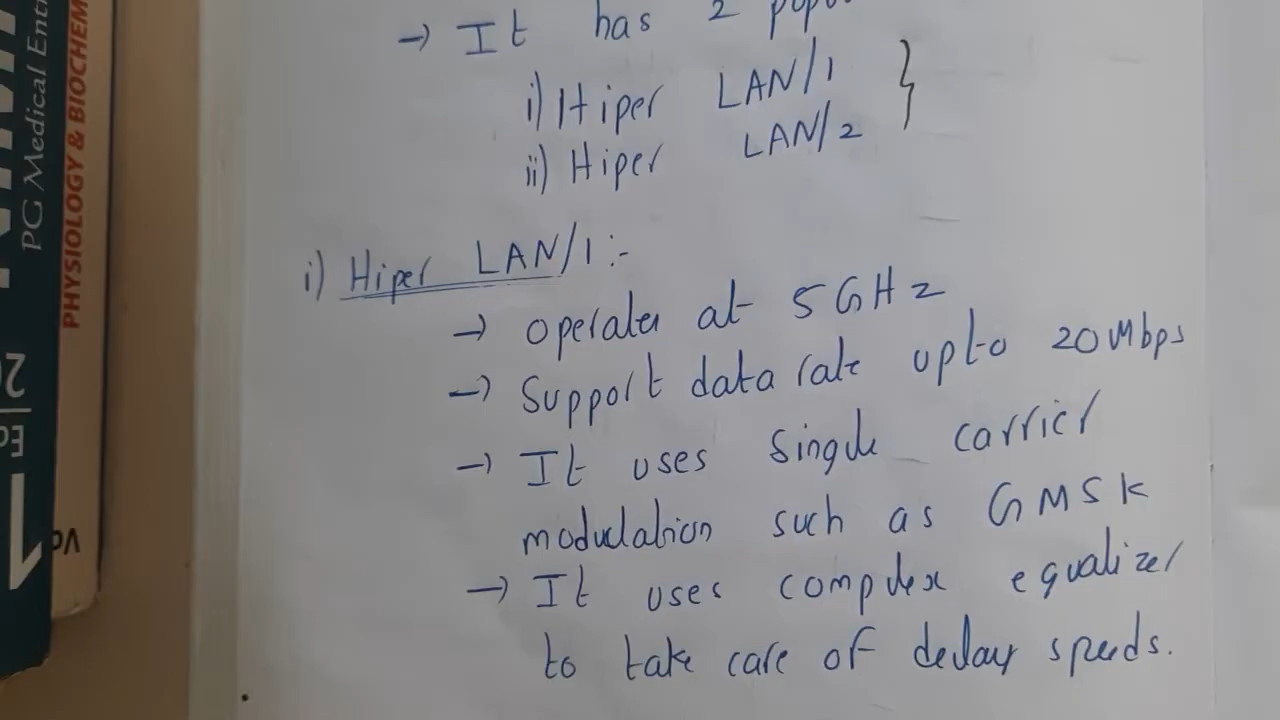 PG Medical Ent
PHYSIOLOGY & BIOCHEM
→ It has 2 pop
i) Hiper LAN/1
ii) Hiper LAN/2
i) Hiper LAN/1 :-
→ operates at 5 GHz
→ Support data rate upto 20 Mbps
→ It uses single carrier
modulation such as GMSK
→ It uses complex equalizer
to take care of delay speeds.